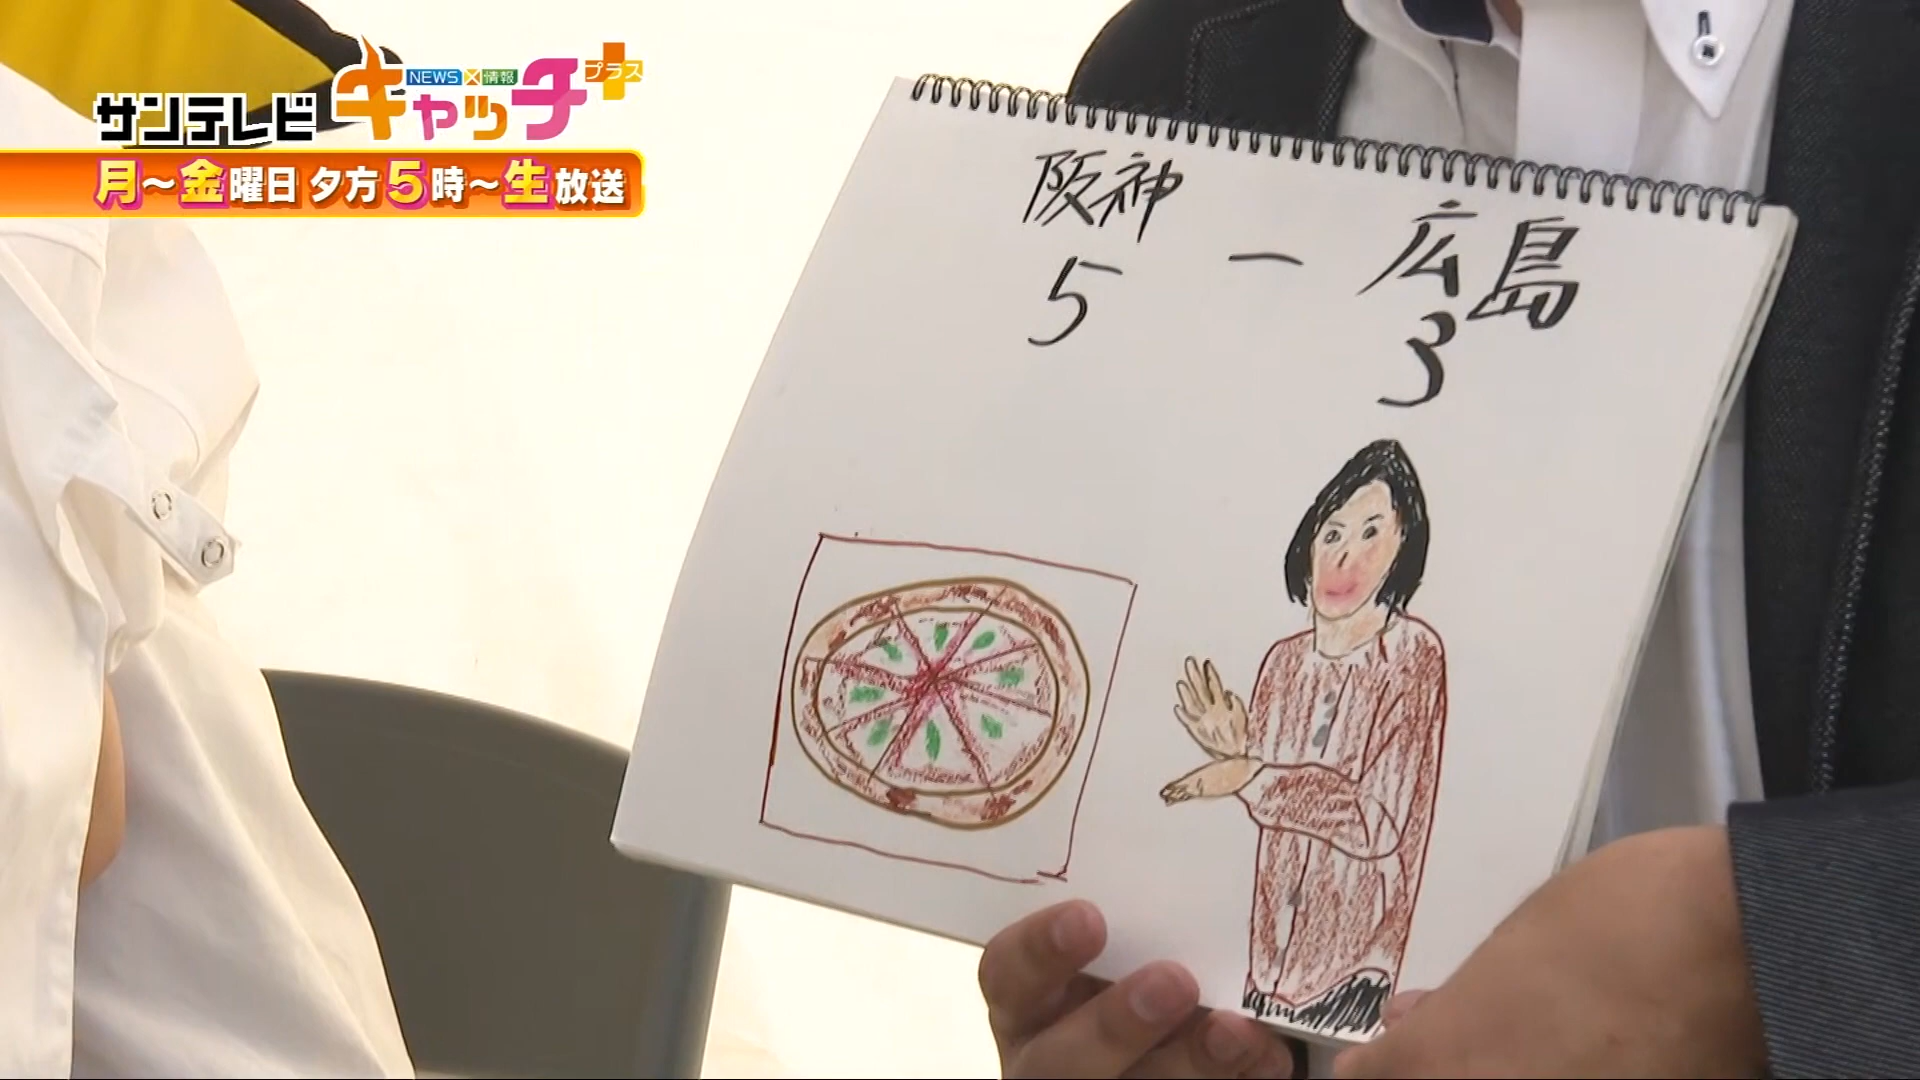 サンテレビ
NEWS×情報
キャッチ+プラス
月～金曜日 夕方5時～生放送
阪神 － 広島
5 3